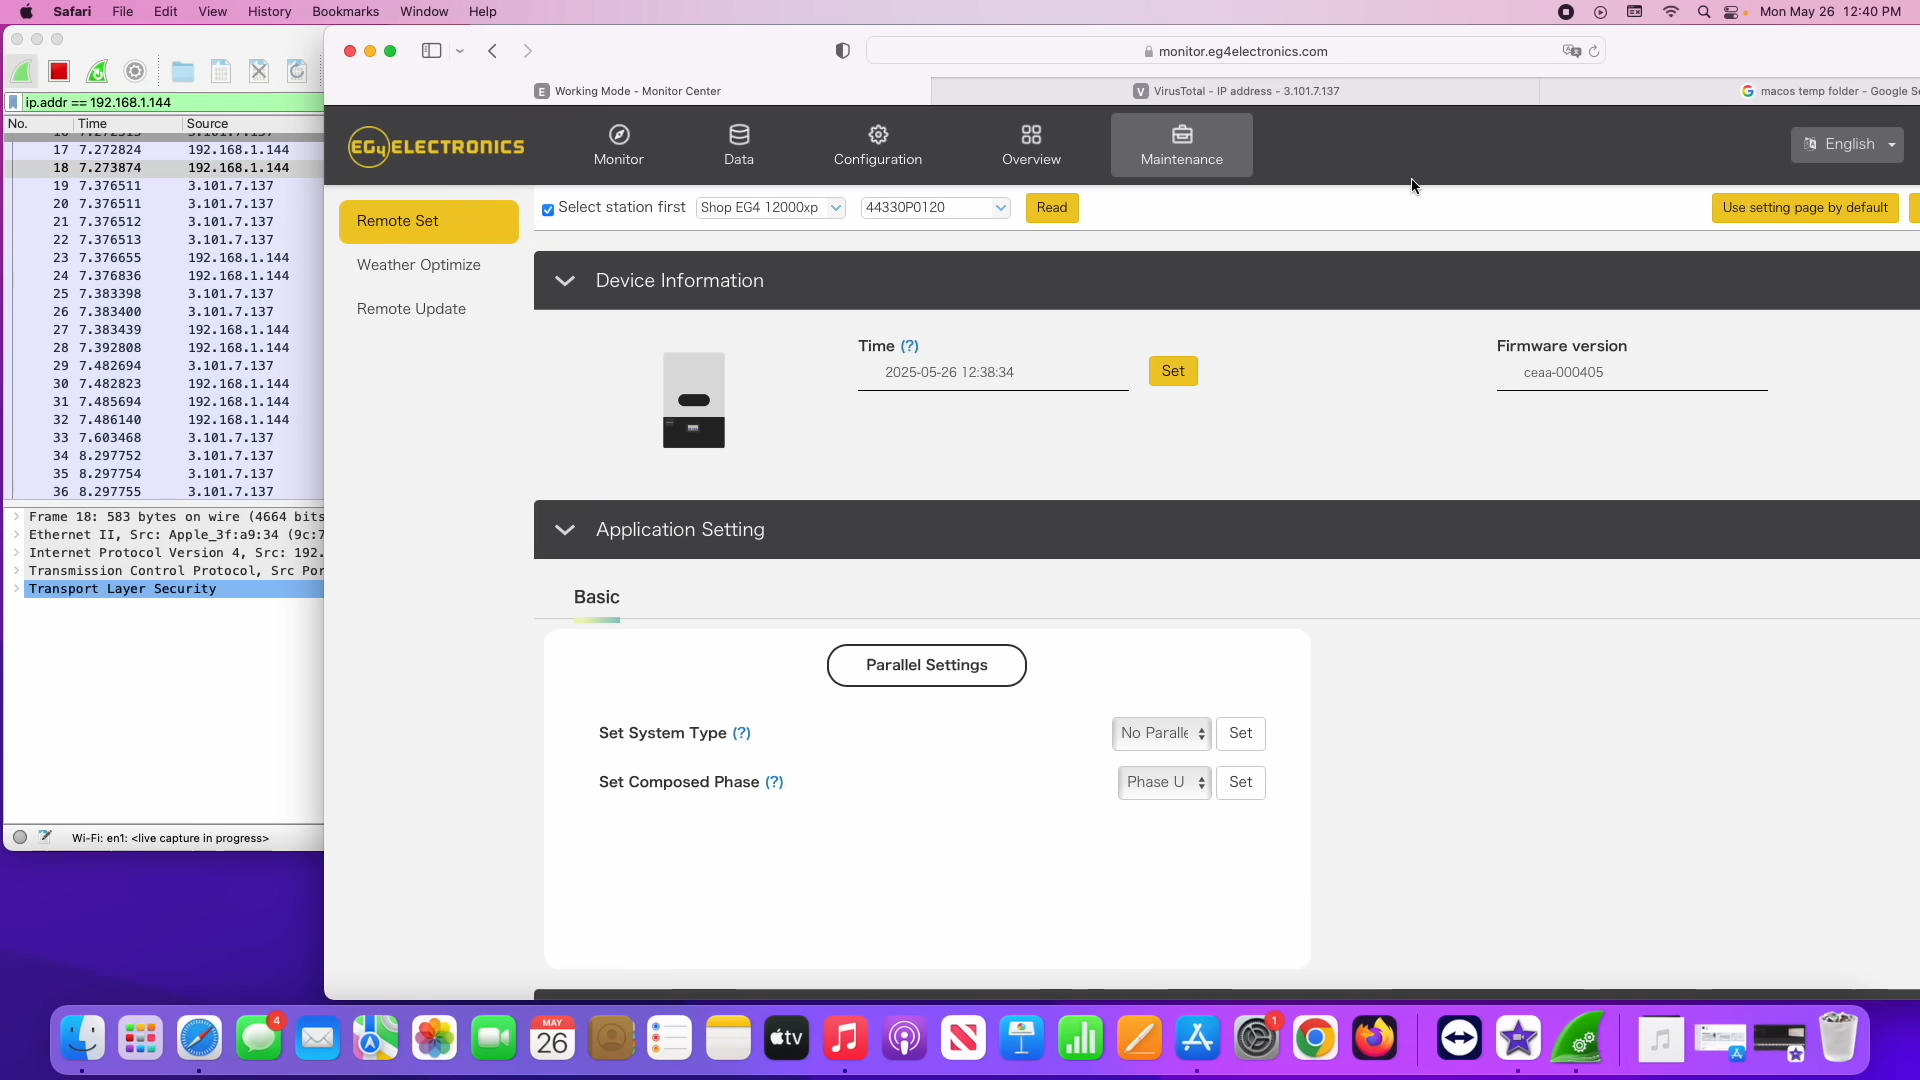 Safari File Edit View History Bookmarks Window Help
Mon May 26 12:40 PM
ip.addr == 192.168.1.144
No. Time Source
17 7.272824 192.168.1.144
18 7.273874 192.168.1.144
19 7.376511 3.101.7.137
20 7.376511 3.101.7.137
21 7.376512 3.101.7.137
22 7.376513 3.101.7.137
23 7.376655 192.168.1.144
24 7.376836 192.168.1.144
25 7.383398 3.101.7.137
26 7.383400 3.101.7.137
27 7.383439 192.168.1.144
28 7.392808 192.168.1.144
29 7.482694 3.101.7.137
30 7.482823 192.168.1.144
31 7.485694 192.168.1.144
32 7.486140 192.168.1.144
33 7.603468 3.101.7.137
34 8.297752 3.101.7.137
35 8.297754 3.101.7.137
36 8.297755 3.101.7.137
Frame 18: 583 bytes on wire (4664 bits
Ethernet II, Src: Apple_3f:a9:34 (9c:7
Internet Protocol Version 4, Src: 192.
Transmission Control Protocol, Src Por
Transport Layer Security
Wi-Fi: en1: <live capture in progress>
monitor.eg4electronics.com
E Working Mode - Monitor Center
V VirusTotal - IP address - 3.101.7.137
G macos temp folder - Google Se
EG4ELECTRONICS
Monitor
Data
Configuration
Overview
Maintenance
English
Remote Set
Weather Optimize
Remote Update
Select station first Shop EG4 12000xp 44330P0120 Read
Use setting page by default
Device Information
Time (?)
2025-05-26 12:38:34
Set
Firmware version
ceaa-000405
Application Setting
Basic
Parallel Settings
Set System Type (?) No Paralle Set
Set Composed Phase (?) Phase U Set
4
MAY
26
tv
1